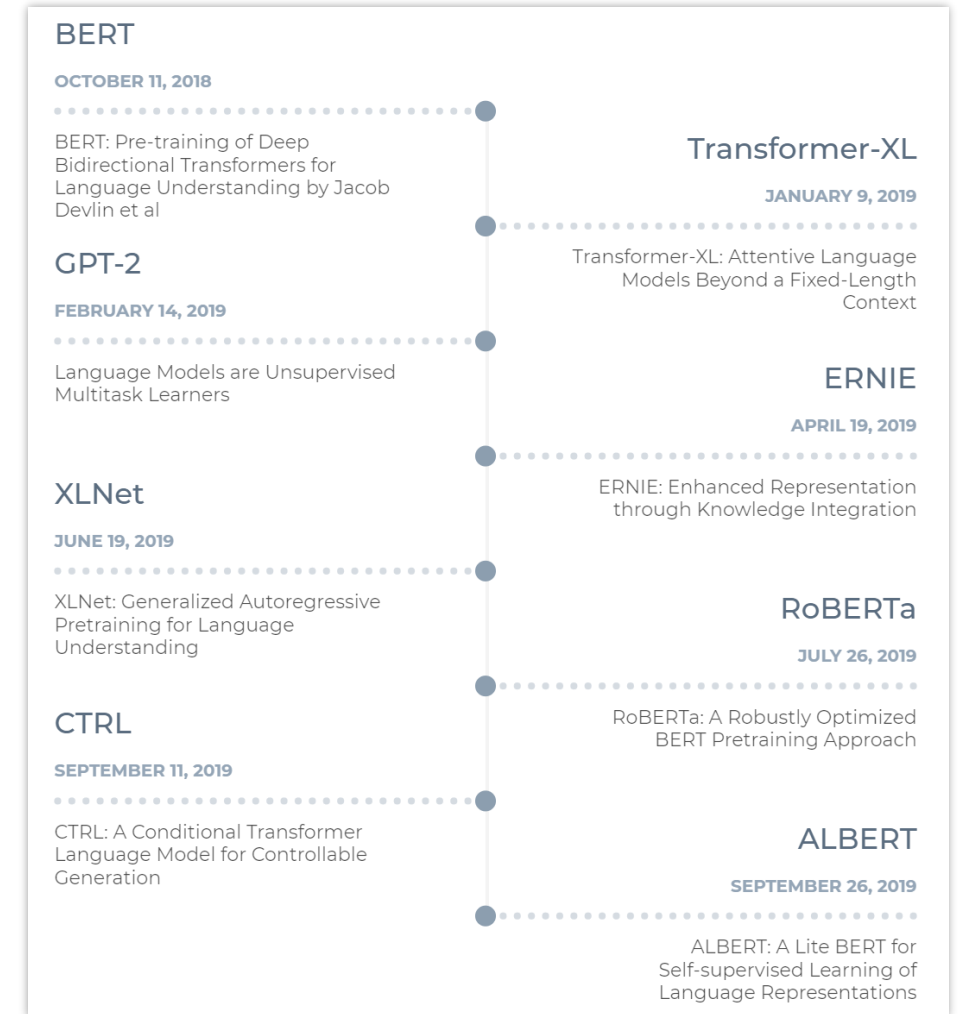 BERT
OCTOBER 11, 2018
BERT: Pre-training of Deep
Bidirectional Transformers for
Language Understanding by Jacob
Devlin et al
Transformer-XL
JANUARY 9, 2019
Transformer-XL: Attentive Language
Models Beyond a Fixed-Length
Context
GPT-2
FEBRUARY 14, 2019
Language Models are Unsupervised
Multitask Learners
ERNIE
APRIL 19, 2019
ERNIE: Enhanced Representation
through Knowledge Integration
XLNet
JUNE 19, 2019
XLNet: Generalized Autoregressive
Pretraining for Language
Understanding
RoBERTa
JULY 26, 2019
RoBERTa: A Robustly Optimized
BERT Pretraining Approach
CTRL
SEPTEMBER 11, 2019
CTRL: A Conditional Transformer
Language Model for Controllable
Generation
ALBERT
SEPTEMBER 26, 2019
ALBERT: A Lite BERT for
Self-supervised Learning of
Language Representations